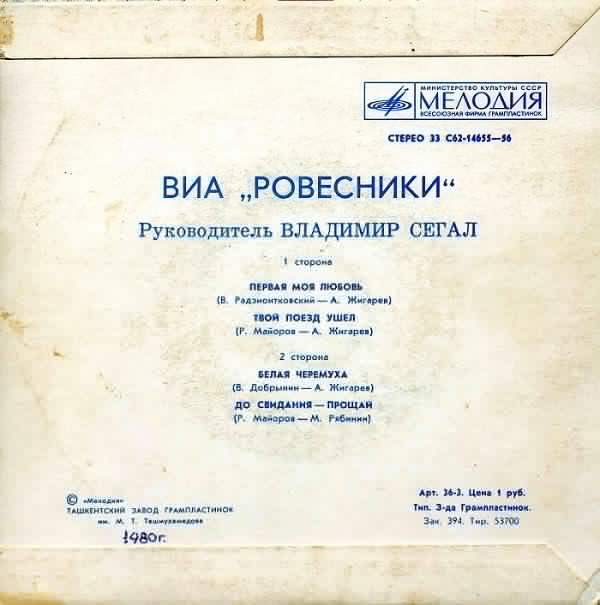 МИНИСТЕРСТВО КУЛЬТУРЫ СССР
МЕЛОДИЯ
ВСЕСОЮЗНАЯ ФИРМА ГРАМПЛАСТИНОК
СТЕРЕО 33 С62-14655—56
ВИА „РОВЕСНИКИ“
Руководитель ВЛАДИМИР СЕГАЛ
1 сторона
ПЕРВАЯ МОЯ ЛЮБОВЬ
(В. Радзионтковский — А. Жигарев)
ТВОЙ ПОЕЗД УШЕЛ
(Р. Майоров — А. Жигарев)
2 сторона
БЕЛАЯ ЧЕРЕМУХА
(В. Добрынин — А. Жигарев)
ДО СВИДАНИЯ — ПРОЩАЙ
(Р. Майоров — М. Рябинин)
© «Мелодия»
ТАШКЕНТСКИЙ ЗАВОД ГРАМПЛАСТИНОК
им. М. Т. Ташмухамедова
1980 г.
Арт. 36-3. Цена 1 руб.
Тип. З-да Грампластинок.
Зак. 394. Тир. 53700